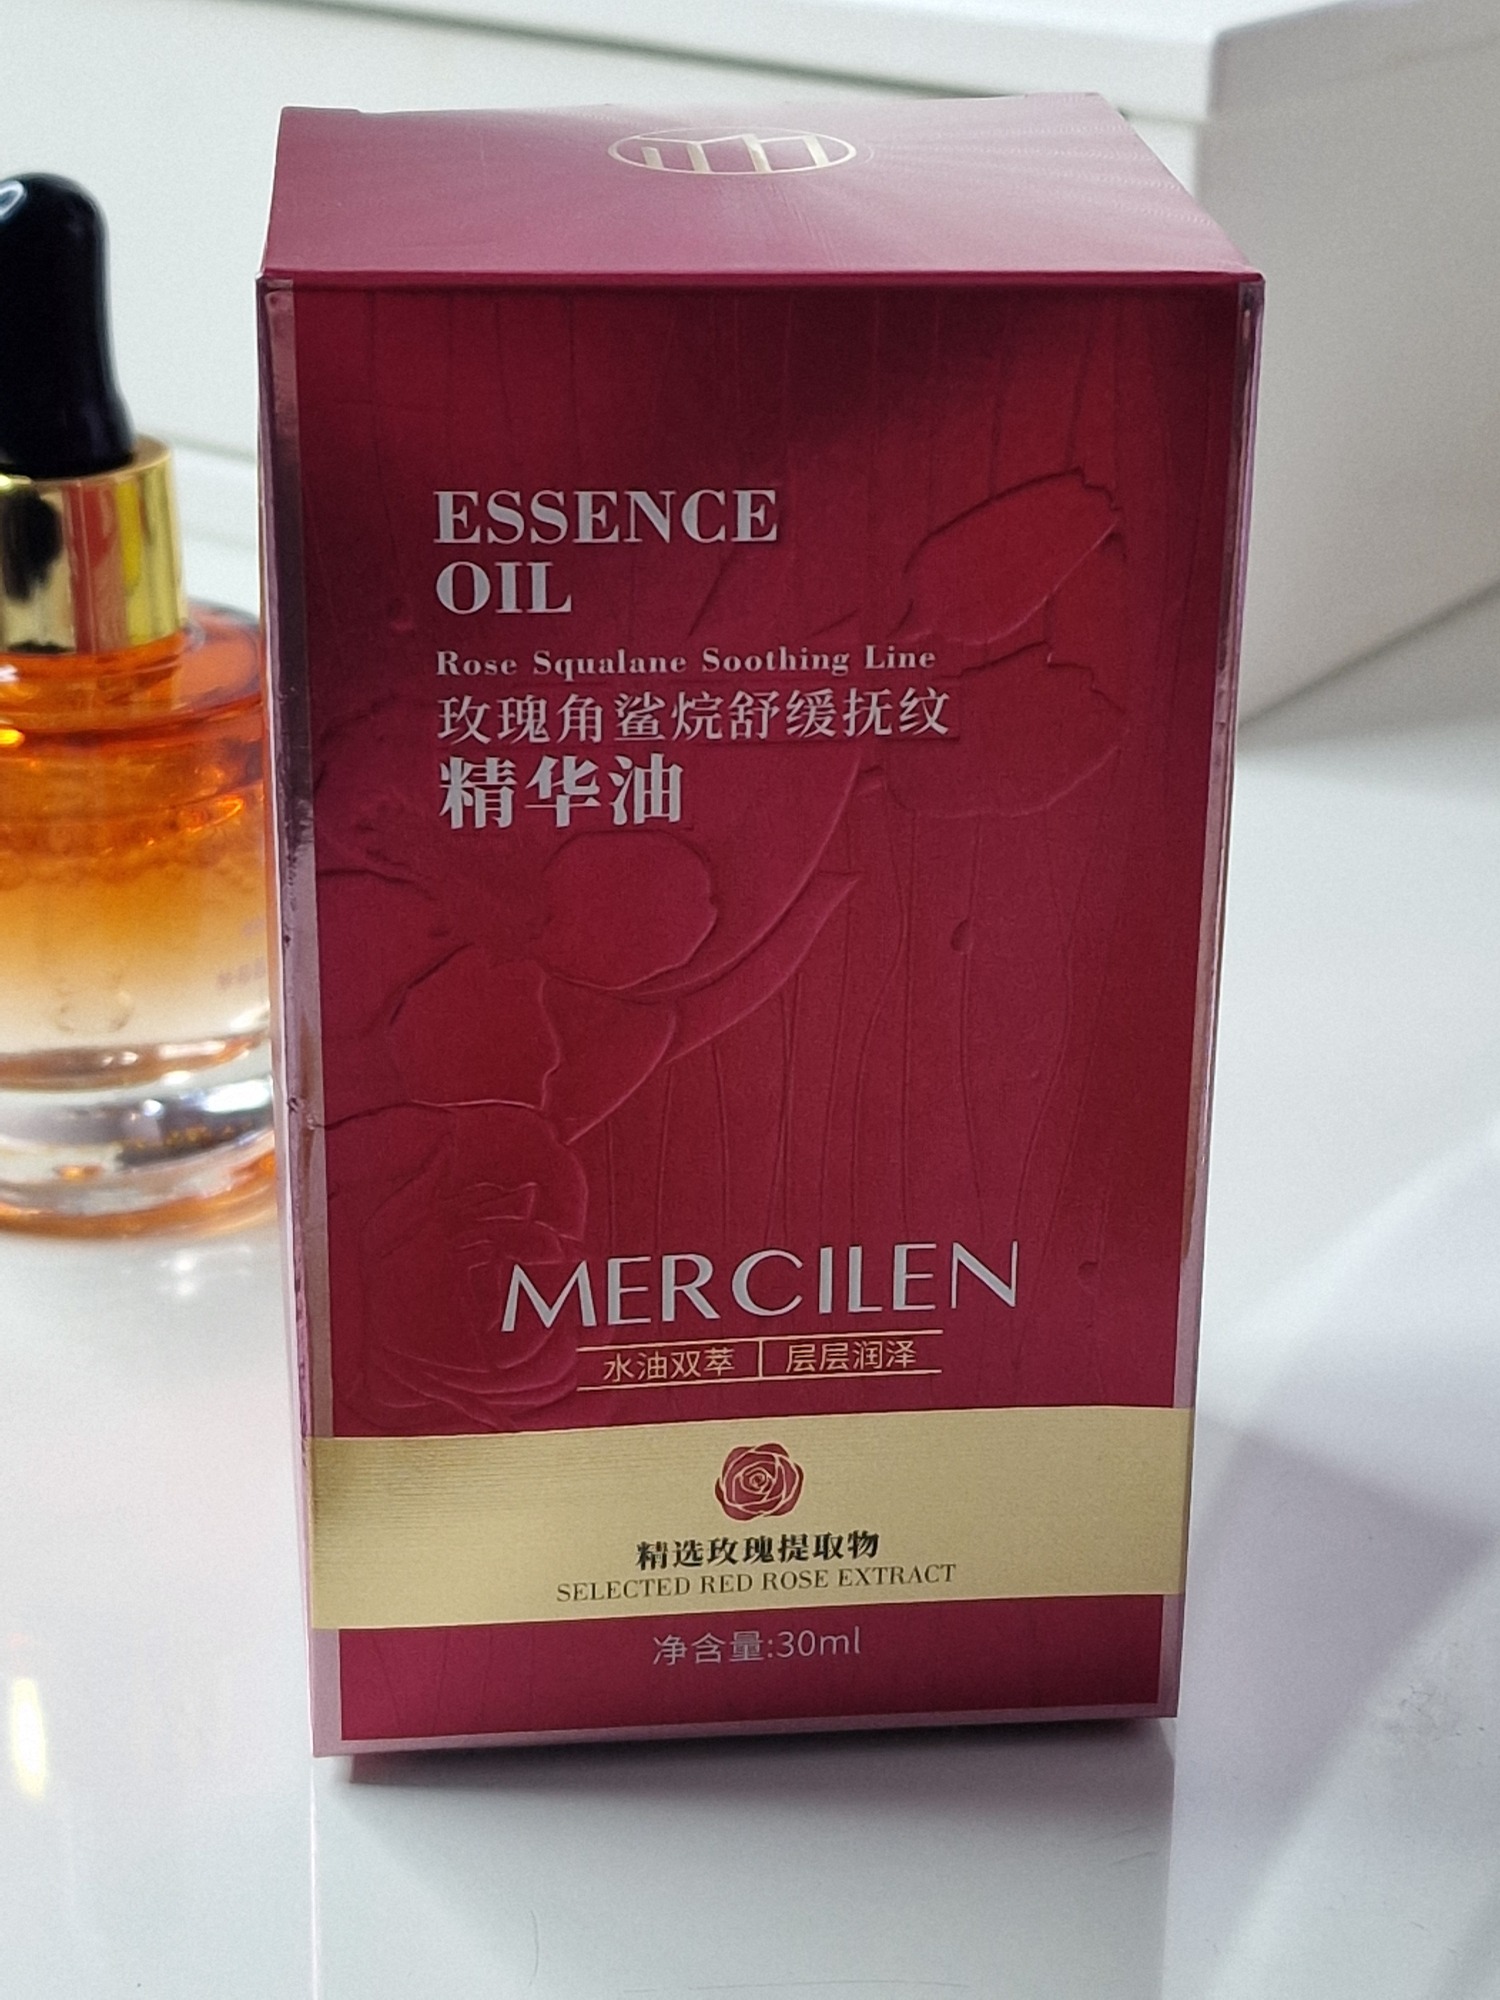 ESSENCE
OIL
Rose Squalane Soothing Line
玫瑰角鲨烷舒缓抚纹
精华油
MERCILEN
水油双萃 | 层层润泽
精选玫瑰提取物
SELECTED RED ROSE EXTRACT
净含量:30ml